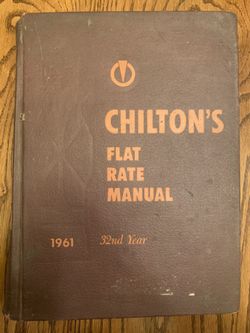 CHILTON'S
FLAT
RATE
MANUAL
1961 32nd Year